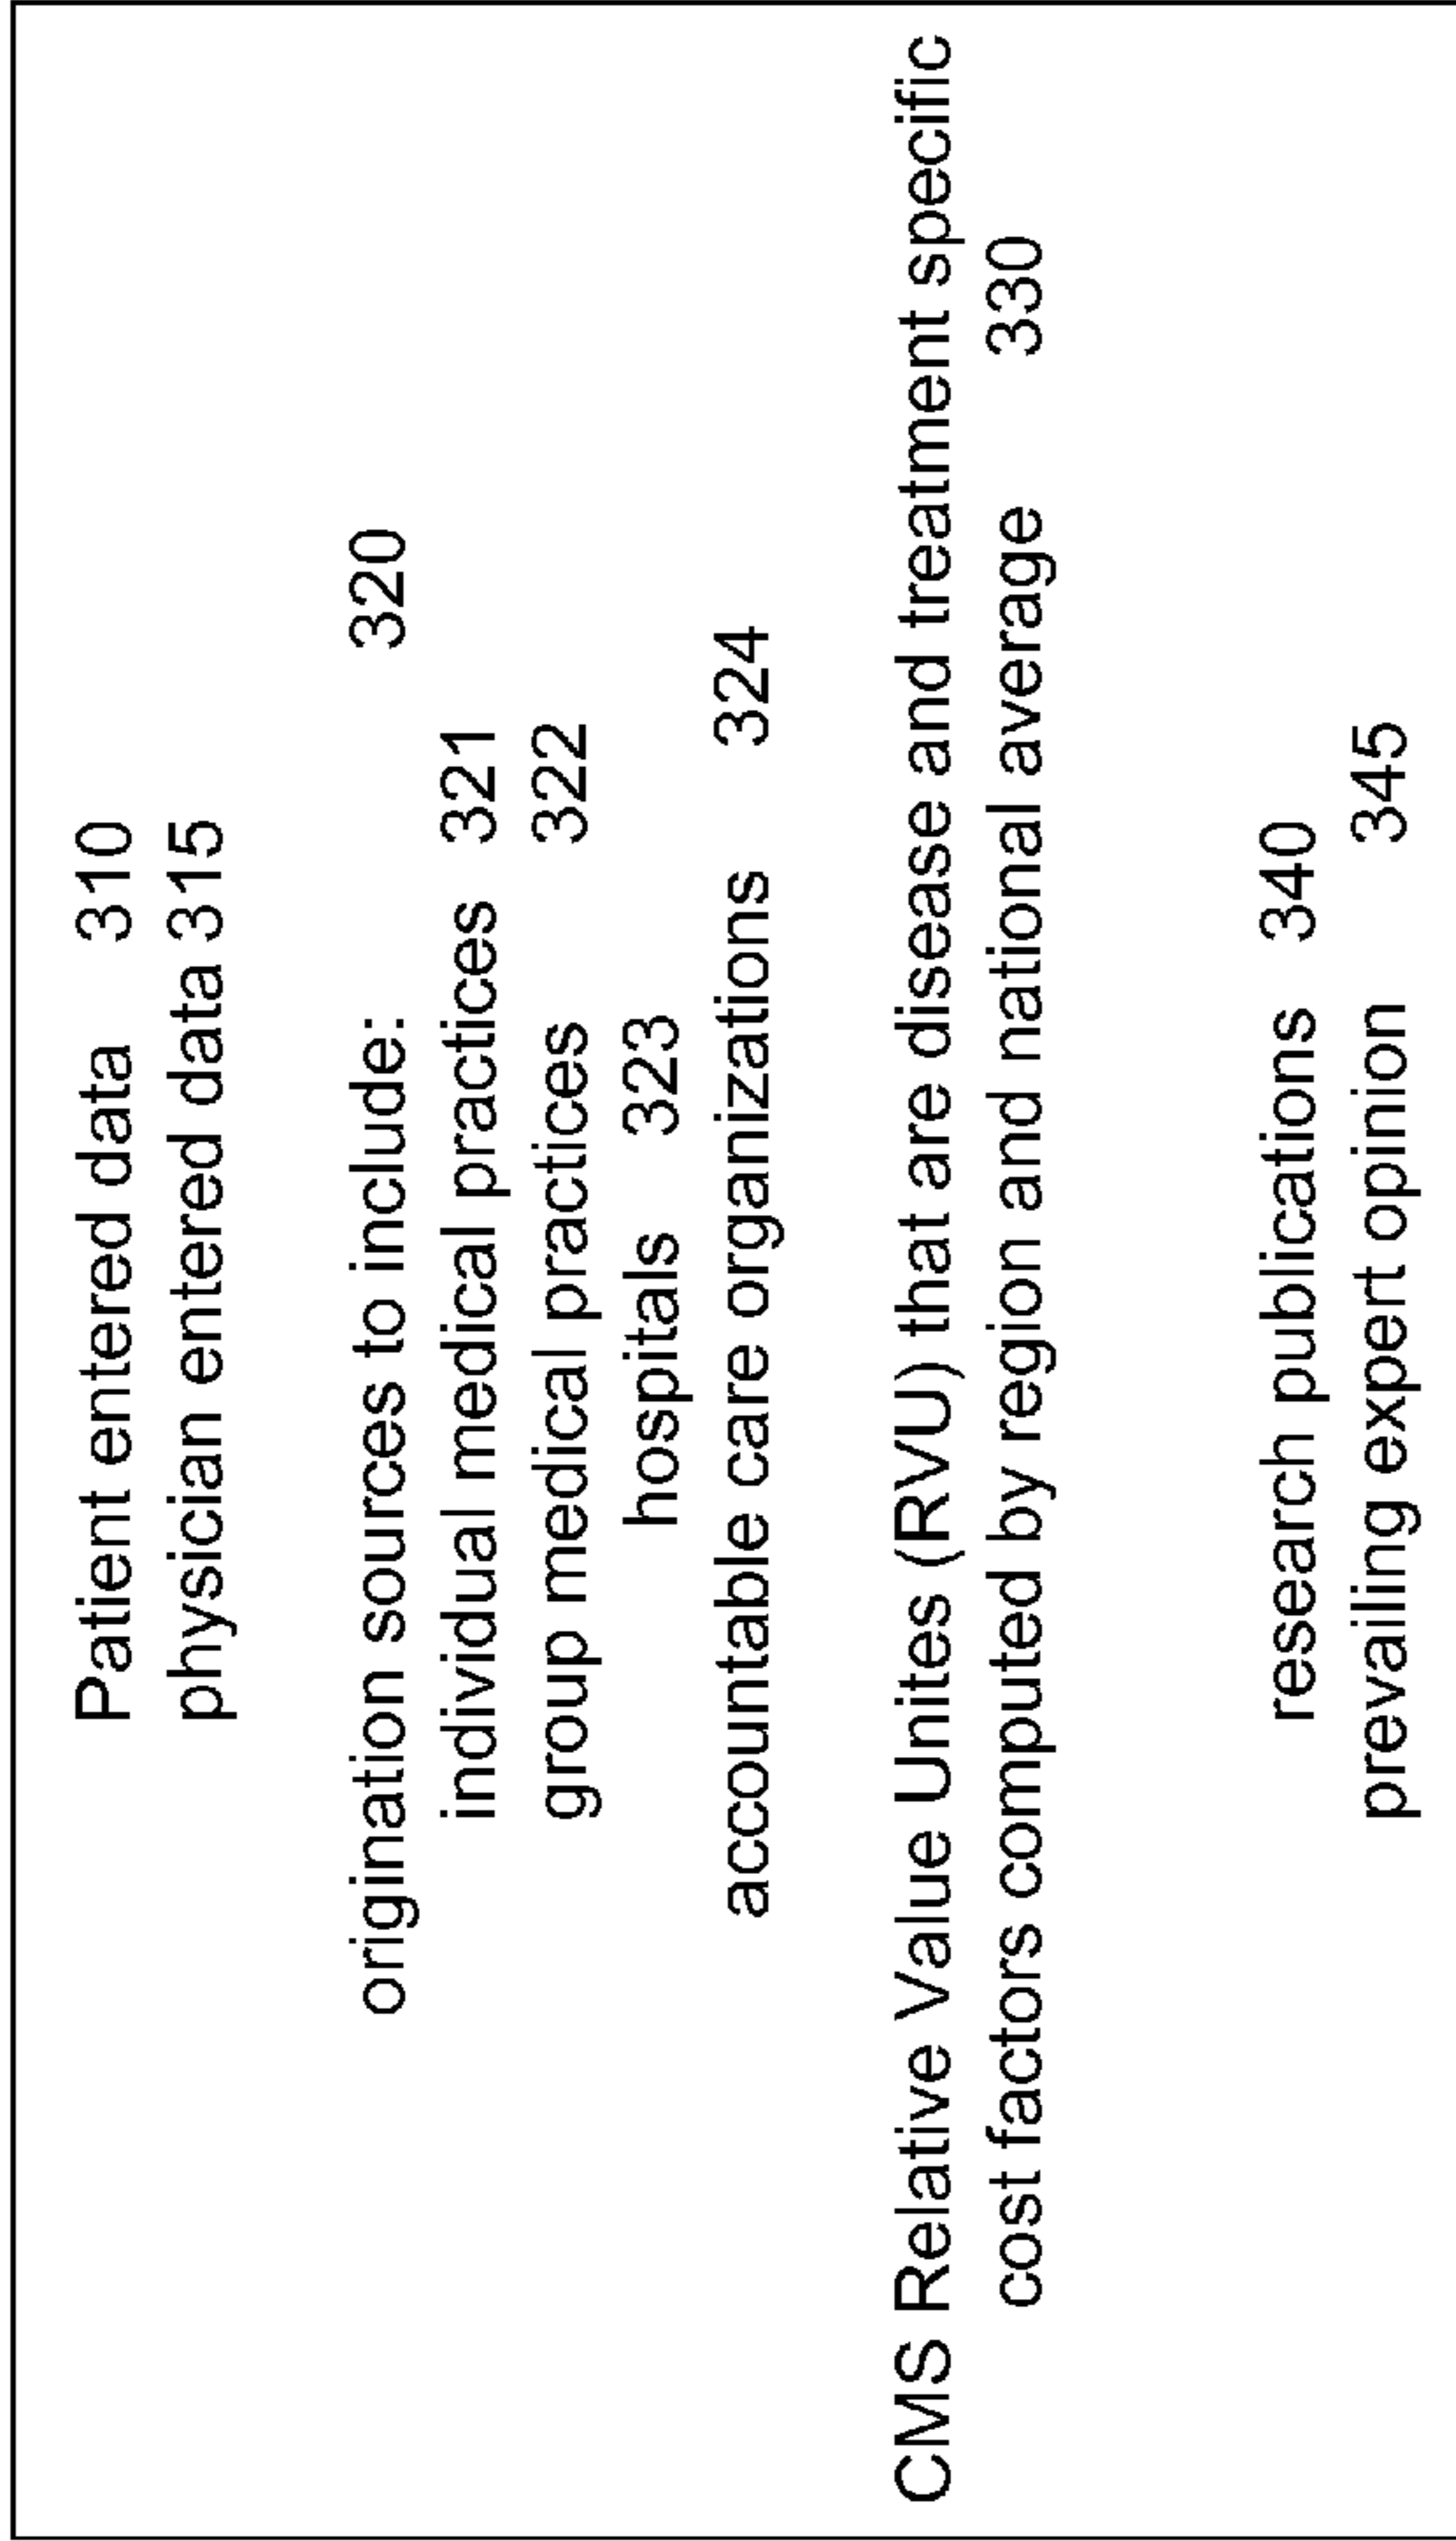 Patient entered data 310
physician entered data 315
origination sources to include: 320
individual medical practices 321
group medical practices 322
hospitals 323
accountable care organizations 324
CMS Relative Value Unites (RVU) that are disease and treatment specific
cost factors computed by region and national average 330
research publications 340
prevailing expert opinion 345